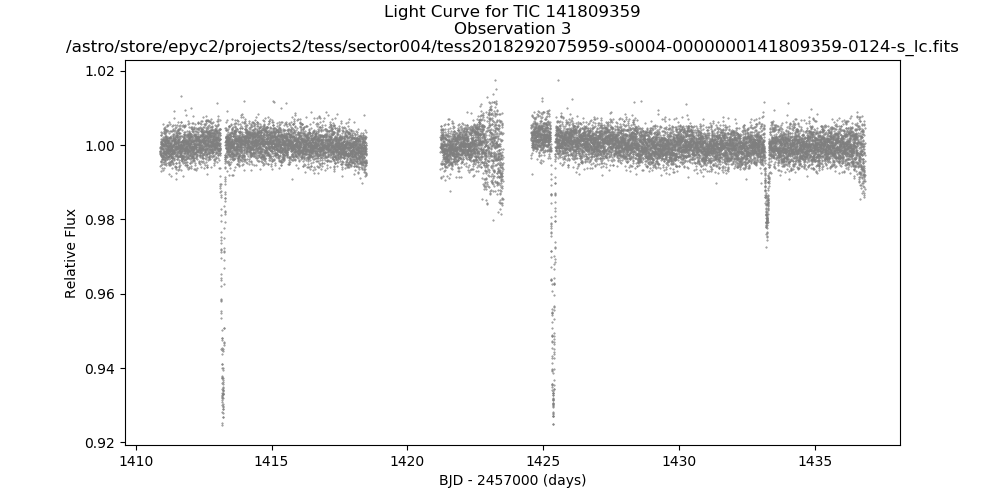 Light Curve for TIC 141809359
Observation 3
/astro/store/epyc2/projects2/tess/sector004/tess2018292075959-s0004-0000000141809359-0124-s_lc.fits
1.02
1.00
0.98
0.96
0.94
0.92
Relative Flux
1410 1415 1420 1425 1430 1435
BJD - 2457000 (days)